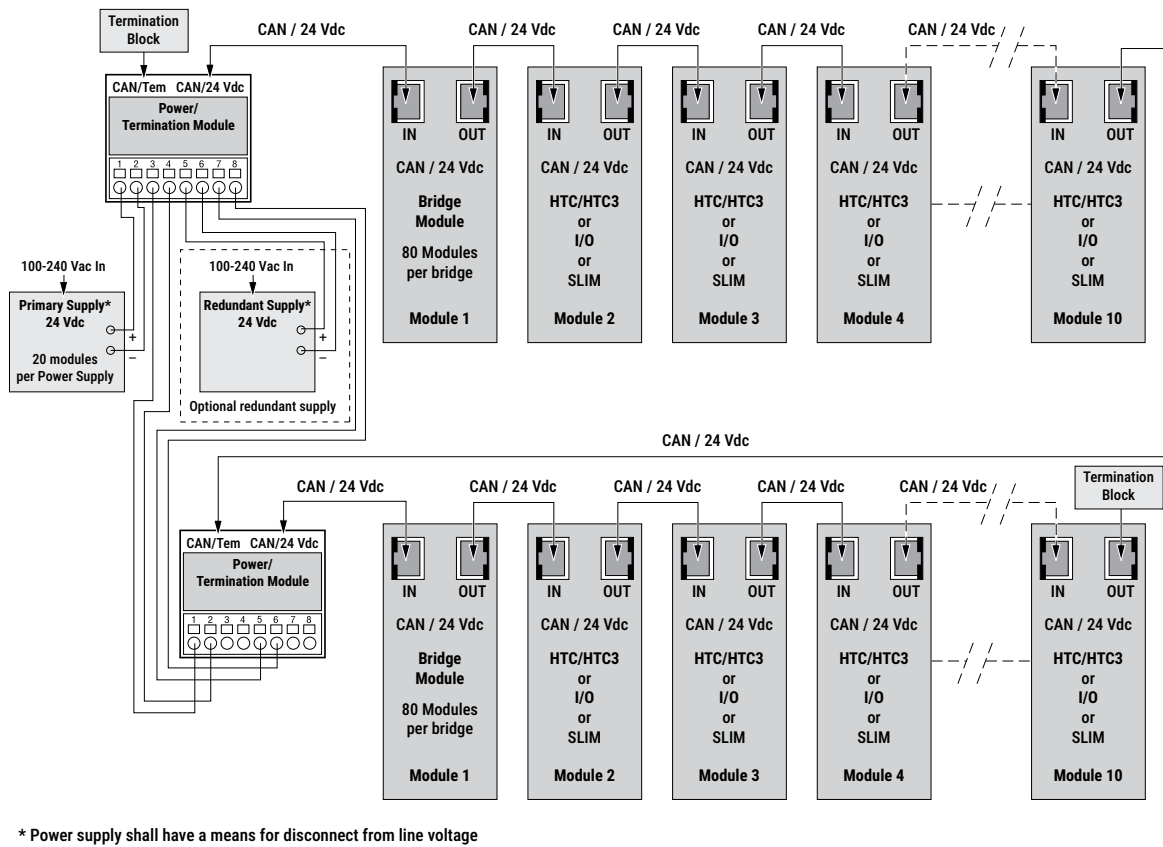 Termination
Block
CAN / 24 Vdc
CAN / 24 Vdc
CAN / 24 Vdc
CAN / 24 Vdc
CAN / 24 Vdc
CAN/Tem CAN/24 Vdc
Power/
Termination Module
1 2 3 4 5 6 7 8
IN OUT
CAN / 24 Vdc
Bridge
Module
80 Modules
per bridge
Module 1
IN OUT
CAN / 24 Vdc
HTC/HTC3
or
I/O
or
SLIM
Module 2
IN OUT
CAN / 24 Vdc
HTC/HTC3
or
I/O
or
SLIM
Module 3
IN OUT
CAN / 24 Vdc
HTC/HTC3
or
I/O
or
SLIM
Module 4
IN OUT
CAN / 24 Vdc
HTC/HTC3
or
I/O
or
SLIM
Module 10
100-240 Vac In
Primary Supply*
24 Vdc
+
–
20 modules
per Power Supply
100-240 Vac In
Redundant Supply*
24 Vdc
+
–
Optional redundant supply
CAN / 24 Vdc
CAN / 24 Vdc
CAN / 24 Vdc
CAN / 24 Vdc
CAN / 24 Vdc
CAN / 24 Vdc
Termination
Block
CAN/Tem CAN/24 Vdc
Power/
Termination Module
1 2 3 4 5 6 7 8
IN OUT
CAN / 24 Vdc
Bridge
Module
80 Modules
per bridge
Module 1
IN OUT
CAN / 24 Vdc
HTC/HTC3
or
I/O
or
SLIM
Module 2
IN OUT
CAN / 24 Vdc
HTC/HTC3
or
I/O
or
SLIM
Module 3
IN OUT
CAN / 24 Vdc
HTC/HTC3
or
I/O
or
SLIM
Module 4
IN OUT
CAN / 24 Vdc
HTC/HTC3
or
I/O
or
SLIM
Module 10
* Power supply shall have a means for disconnect from line voltage